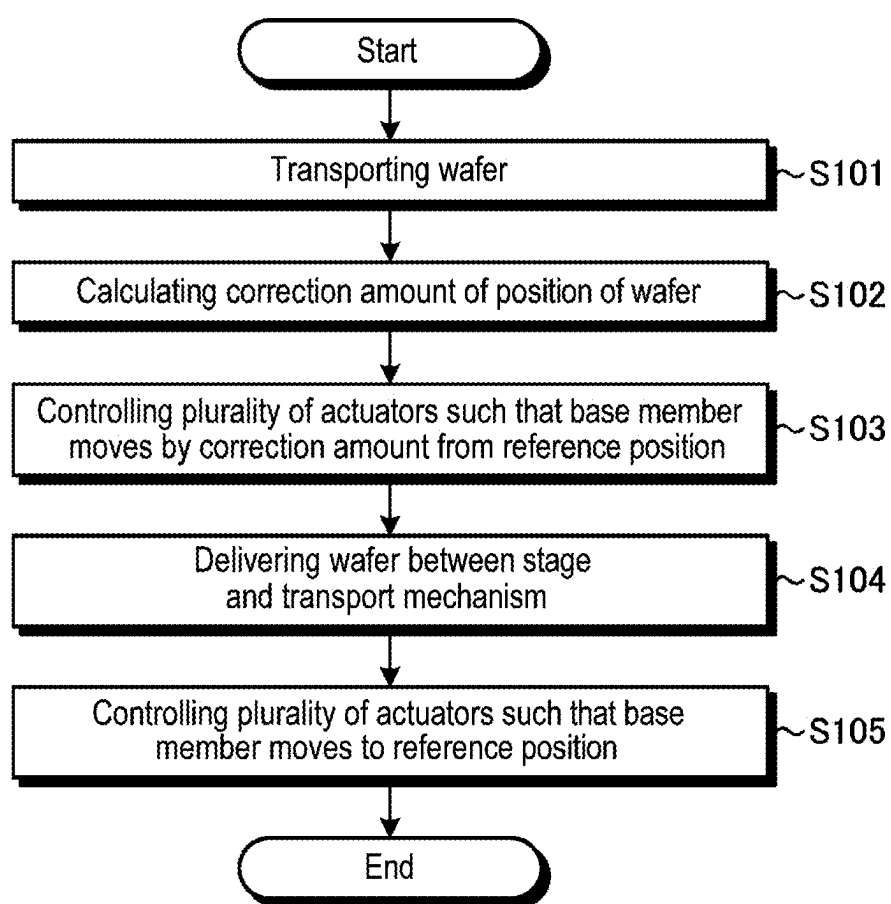 Start
Transporting wafer
S101
Calculating correction amount of position of wafer
S102
Controlling plurality of actuators such that base member
moves by correction amount from reference position
S103
Delivering wafer between stage
and transport mechanism
S104
Controlling plurality of actuators such that base
member moves to reference position
S105
End